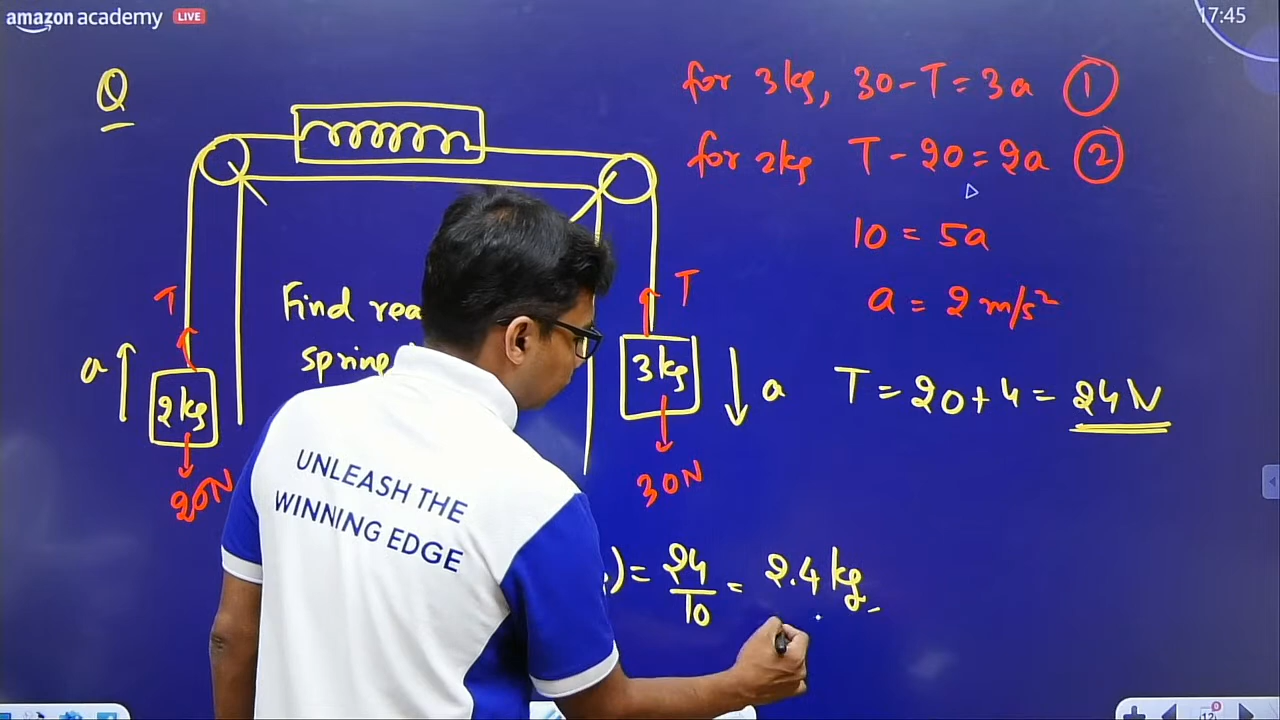 amazon academy LIVE
17:45
Q
for 3kg, 30-T=3a 1
for 2kg T-20=2a 2
10 = 5a
a = 2 m/s²
T = 20+4 = 24N
Find
spring
T
a
2kg
20N
T
3kg
a
30N
UNLEASH THE
WINNING EDGE
) = 24/10 = 2.4 kg